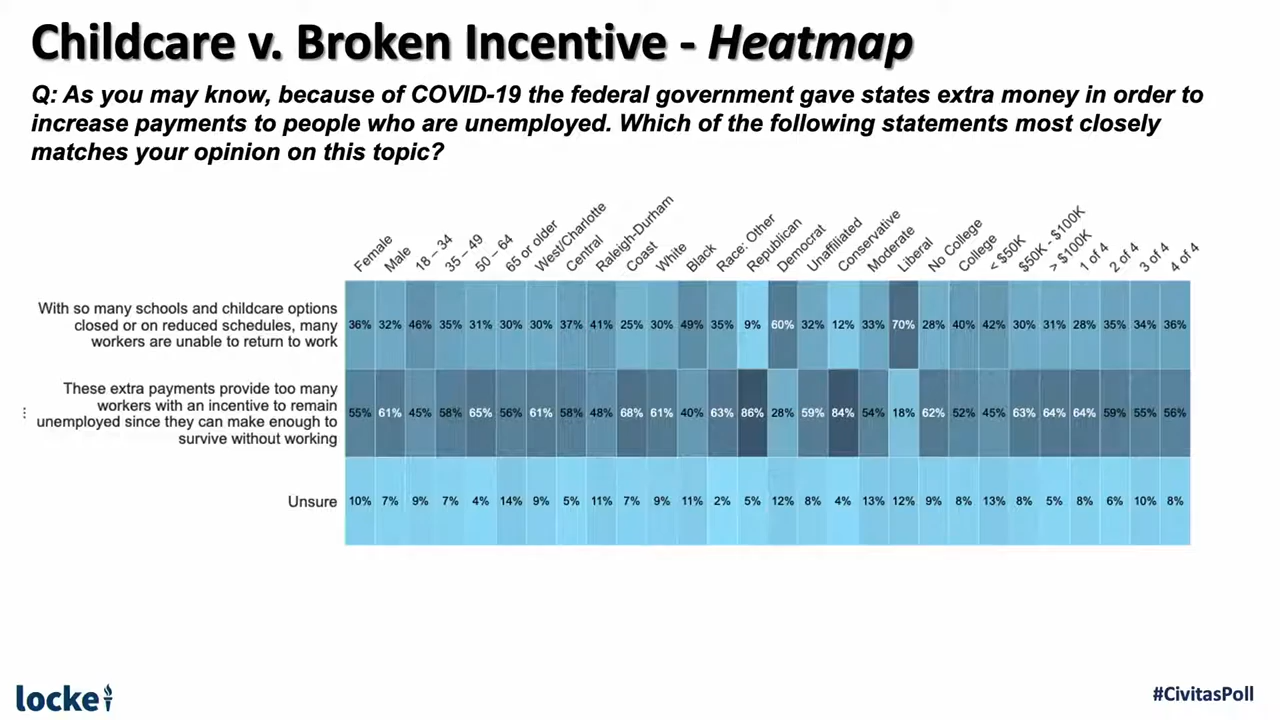 Childcare v. Broken Incentive - Heatmap
Q: As you may know, because of COVID-19 the federal government gave states extra money in order to
increase payments to people who are unemployed. Which of the following statements most closely
matches your opinion on this topic?
Female Male 18 – 34 35 – 49 50 – 64 65 or older West/Charlotte Central Raleigh-Durham Coast White Black Race: Other Republican Democrat Unaffiliated Conservative Moderate Liberal No College College < $50K $50K - $100K > $100K 1 of 4 2 of 4 3 of 4 4 of 4
With so many schools and childcare options
closed or on reduced schedules, many
workers are unable to return to work
36% 32% 46% 35% 31% 30% 30% 37% 41% 25% 30% 49% 35% 9% 60% 32% 12% 33% 70% 28% 40% 42% 30% 31% 28% 35% 34% 36%
These extra payments provide too many
workers with an incentive to remain
unemployed since they can make enough to
survive without working
55% 61% 45% 58% 65% 56% 61% 58% 48% 68% 61% 40% 63% 86% 28% 59% 84% 54% 18% 62% 52% 45% 63% 64% 64% 59% 55% 56%
Unsure
10% 7% 9% 7% 4% 14% 9% 5% 11% 7% 9% 11% 2% 5% 12% 8% 4% 13% 12% 9% 8% 13% 8% 5% 8% 6% 10% 8%
locke
#CivitasPoll